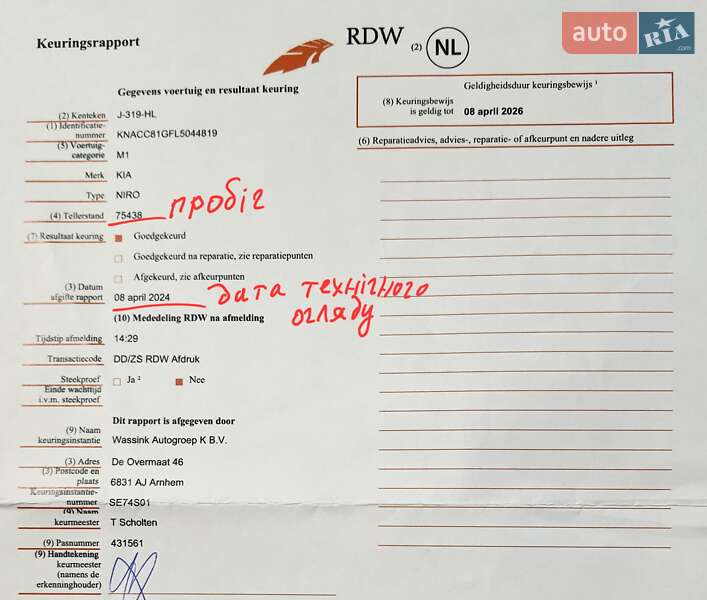 Keuringsrapport
RDW (2) NL
auto RIA .com
Gegevens voertuig en resultaat keuring
(2) Kenteken J-319-HL
(1) Identificatie-
nummer KNACC81GFL5044819
(5) Voertuig-
categorie M1
Merk KIA
Type NIRO
(4) Tellerstand 75438 пробіг
(7) Resultaat keuring Goedgekeurd
Goedgekeurd na reparatie, zie reparatiepunten
Afgekeurd, zie afkeurpunten
(3) Datum
afgifte rapport 08 april 2024 дата технічного
огляду
(10) Mededeling RDW na afmelding
Tijdstip afmelding 14:29
Transactiecode DD/ZS RDW Afdruk
Steekproef Ja ² Nee
Einde wachttijd
i.v.m. steekproef
Dit rapport is afgegeven door
(9) Naam
keuringsinstantie Wassink Autogroep K B.V.
(3) Adres De Overmaat 46
(3) Postcode en
plaats 6831 AJ Arnhem
Keuringsinstantie-
nummer SE74S01
(9) Naam
keurmeester T Scholten
(9) Pasnummer 431561
(9) Handtekening
keurmeester
(namens de
erkenninghouder)
Geldigheidsduur keuringsbewijs ¹
(8) Keuringsbewijs
is geldig tot 08 april 2026
(6) Reparatieadvies, advies-, reparatie- of afkeurpunt en nadere uitleg